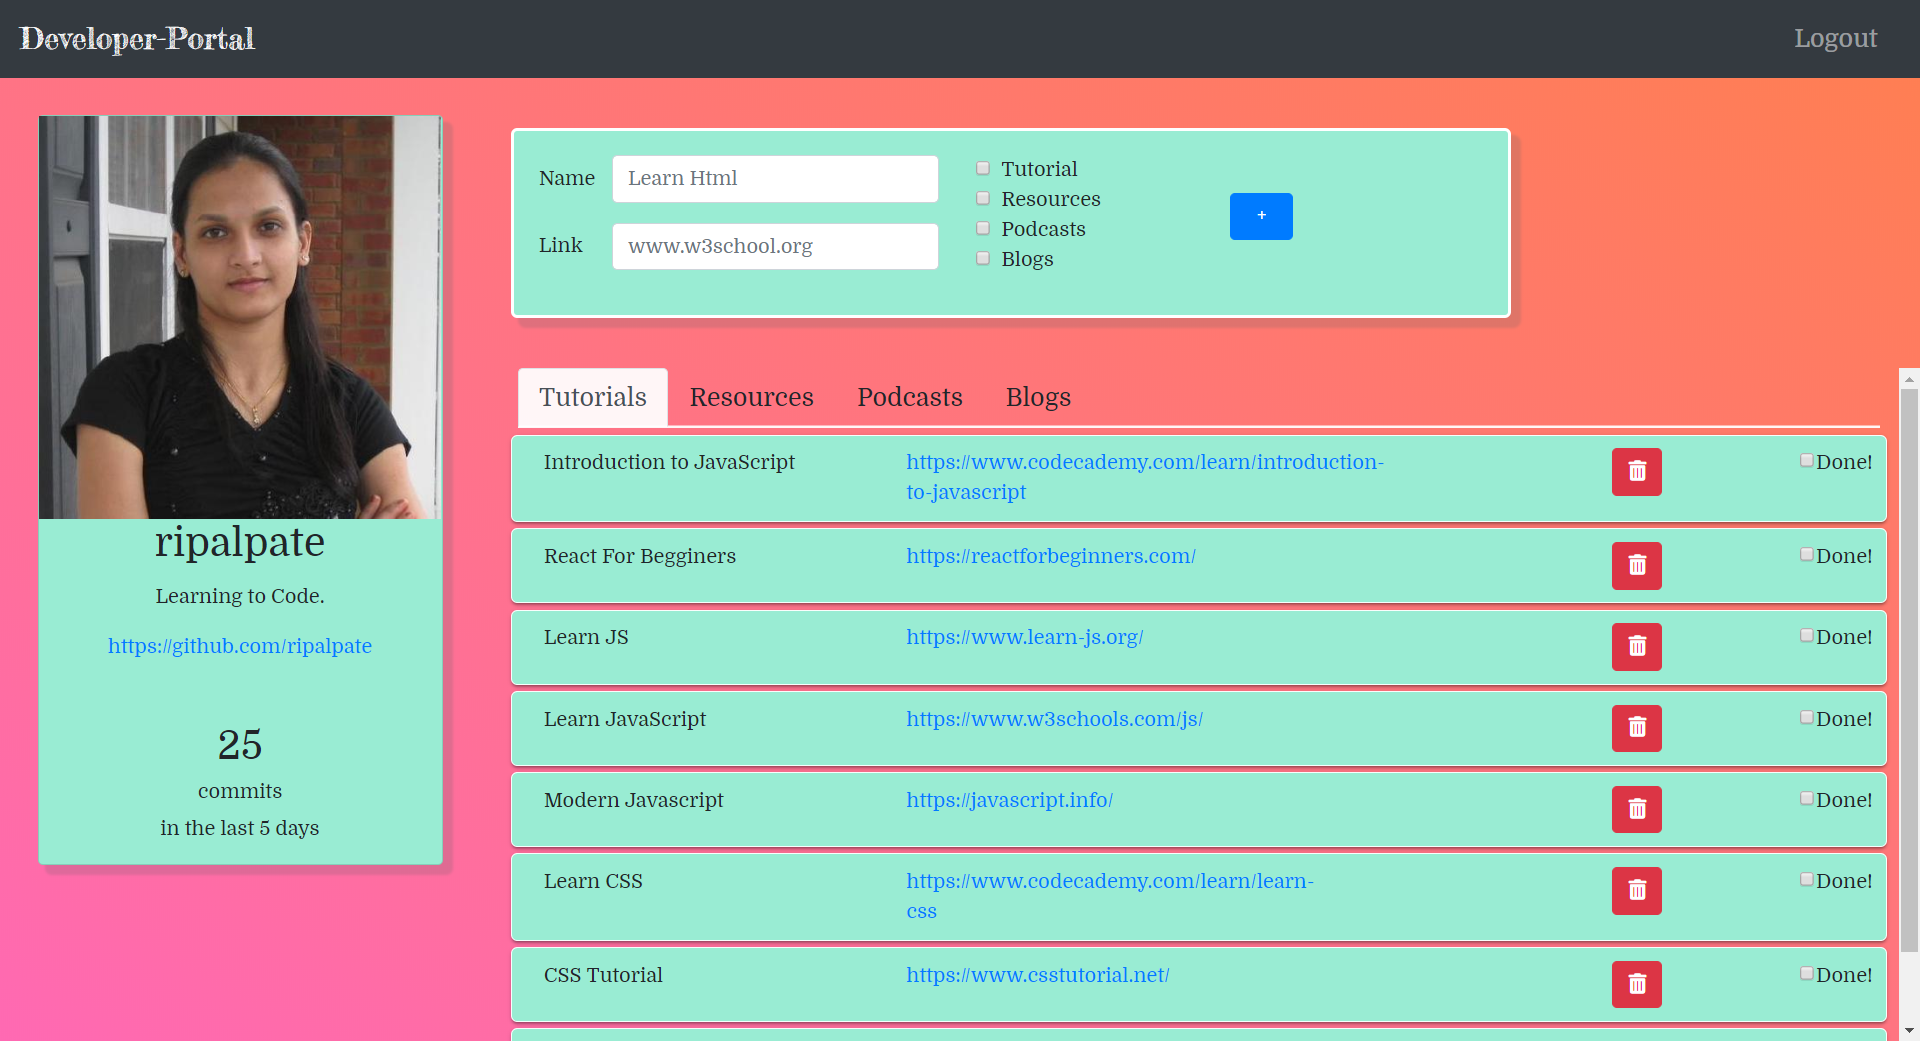 Developer-Portal
Logout
Name
Learn Html
Link
www.w3school.org
Tutorial
Resources
Podcasts
Blogs
+
ripalpate
Learning to Code.
https://github.com/ripalpate
25
commits
in the last 5 days
Tutorials Resources Podcasts Blogs
Introduction to JavaScript
https://www.codecademy.com/learn/introduction-
to-javascript
Done!
React For Begginers
https://reactforbeginners.com/
Done!
Learn JS
https://www.learn-js.org/
Done!
Learn JavaScript
https://www.w3schools.com/js/
Done!
Modern Javascript
https://javascript.info/
Done!
Learn CSS
https://www.codecademy.com/learn/learn-
css
Done!
CSS Tutorial
https://www.csstutorial.net/
Done!